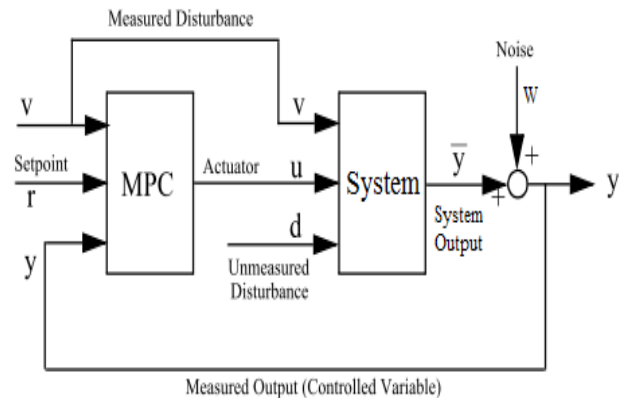 Measured Disturbance
Noise
v
v
W
Setpoint
r
MPC
Actuator
u
System
y
+
+
y
System
Output
y
d
Unmeasured
Disturbance
Measured Output (Controlled Variable)